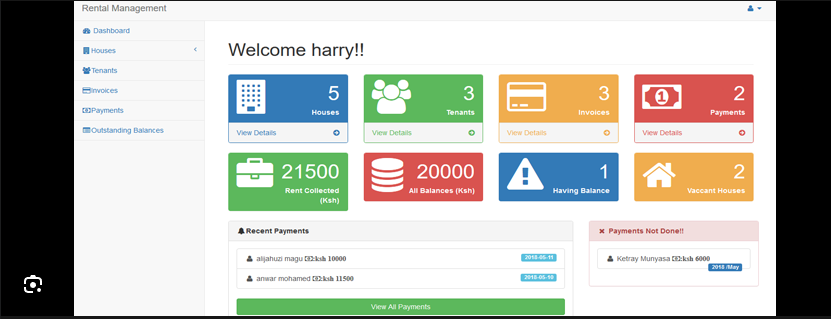 Rental Management
Dashboard
Houses
Tenants
Invoices
Payments
Outstanding Balances
Welcome harry!!
5
Houses
View Details
3
Tenants
View Details
3
Invoices
View Details
2
Payments
View Details
21500
Rent Collected
(Ksh)
20000
All Balances (Ksh)
1
Having Balance
2
Vaccant Houses
Recent Payments
alijahuzi magu :ksh 10000 2018-05-11
anwar mohamed :ksh 11500 2018-05-10
View All Payments
Payments Not Done!!
Ketray Munyasa :ksh 6000
2018 /May